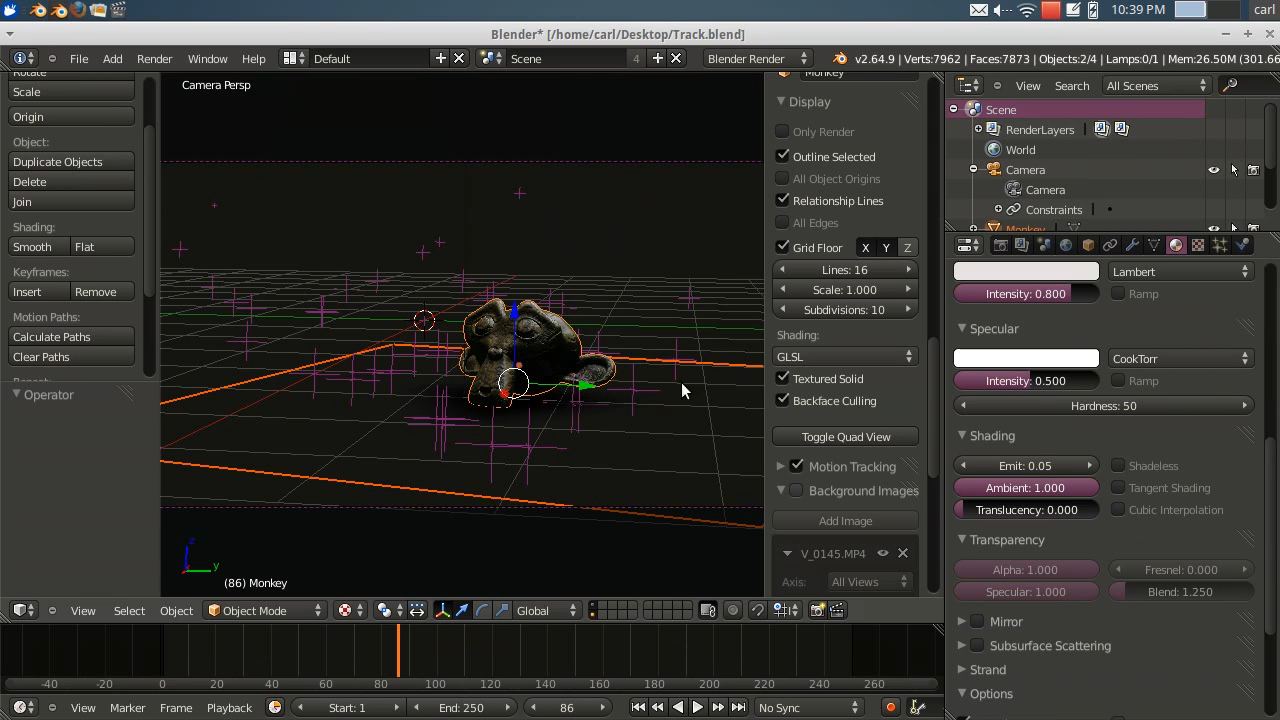 10:39 PM carl
Blender* [/home/carl/Desktop/Track.blend]
File Add Render Window Help Default Scene 4 Blender Render v2.64.9 | Verts:7962 | Faces:7873 | Objects:2/4 | Lamps:0/1 | Mem:26.50M (301.66
Rotate
Scale
Origin
Object:
Duplicate Objects
Delete
Join
Shading:
Smooth Flat
Keyframes:
Insert Remove
Motion Paths:
Calculate Paths
Clear Paths
Repeat:
Operator
Camera Persp
z
y
(86) Monkey
Monkey
Display
Only Render
Outline Selected
All Object Origins
Relationship Lines
All Edges
Grid Floor X Y Z
Lines: 16
Scale: 1.000
Subdivisions: 10
Shading:
GLSL
Textured Solid
Backface Culling
Toggle Quad View
Motion Tracking
Background Images
Add Image
V_0145.MP4
Axis: All Views
View Search All Scenes
Scene
RenderLayers
World
Camera
Camera
Constraints
Monkey
Lambert
Intensity: 0.800 Ramp
Specular
CookTorr
Intensity: 0.500 Ramp
Hardness: 50
Shading
Emit: 0.05 Shadeless
Ambient: 1.000 Tangent Shading
Translucency: 0.000 Cubic Interpolation
Transparency
Alpha: 1.000 Fresnel: 0.000
Specular: 1.000 Blend: 1.250
Mirror
Subsurface Scattering
Strand
Options
View Select Object Object Mode Global
-40 -20 0 20 40 60 80 100 120 140 160 180 200 220 240 260
View Marker Frame Playback Start: 1 End: 250 86 No Sync